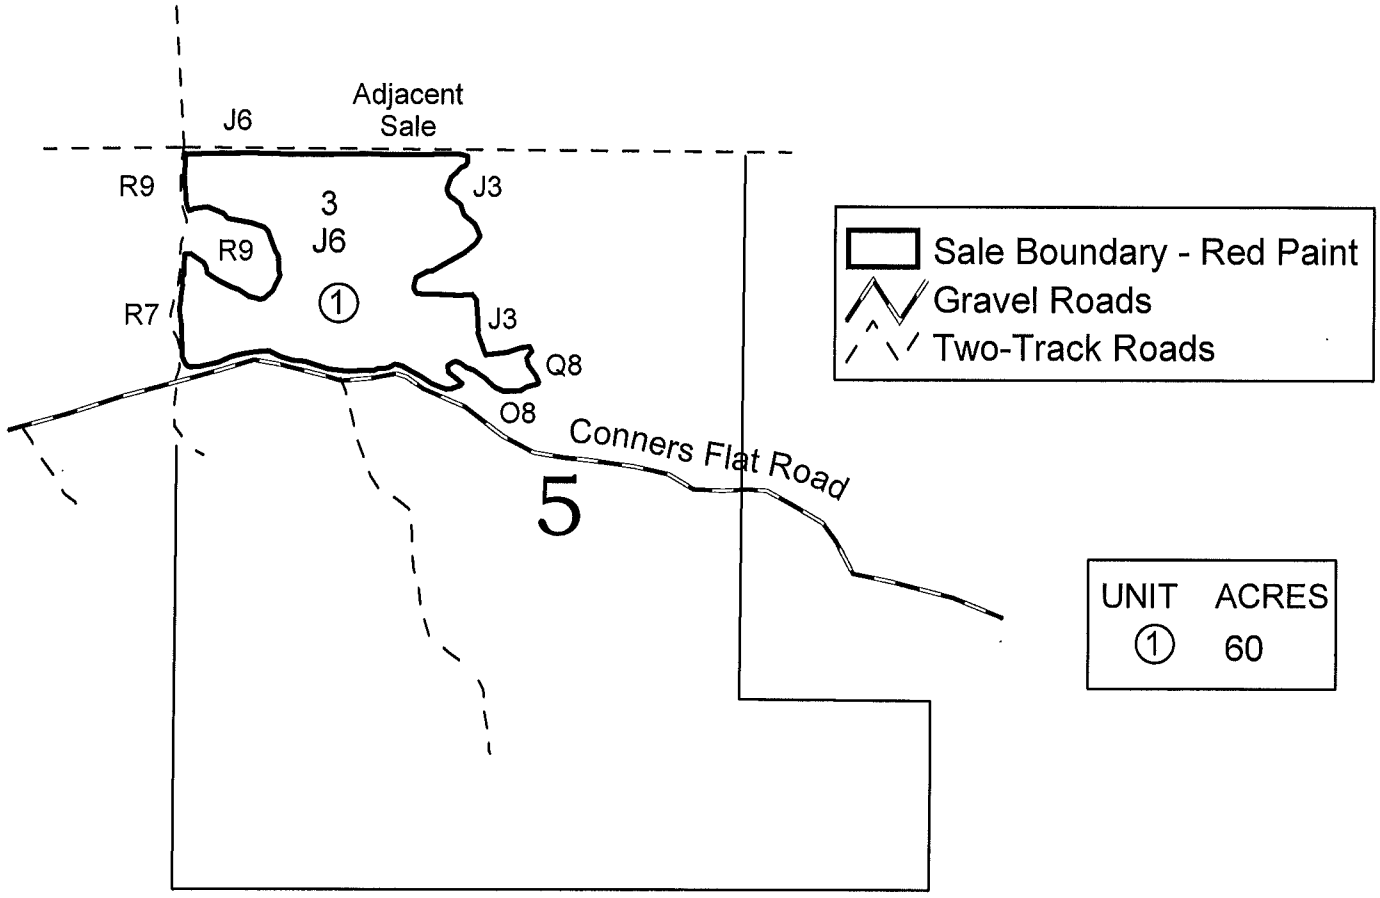 Adjacent
Sale
J6
R9
3
J6
J3
R9
1
R7
J3
Q8
O8
Conners Flat Road
5
Sale Boundary - Red Paint
Gravel Roads
Two-Track Roads
UNIT ACRES
1 60